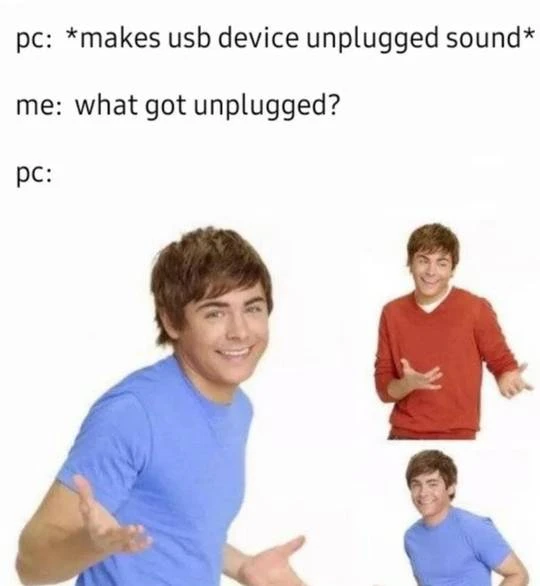 pc: *makes usb device unplugged sound*
me: what got unplugged?
pc: